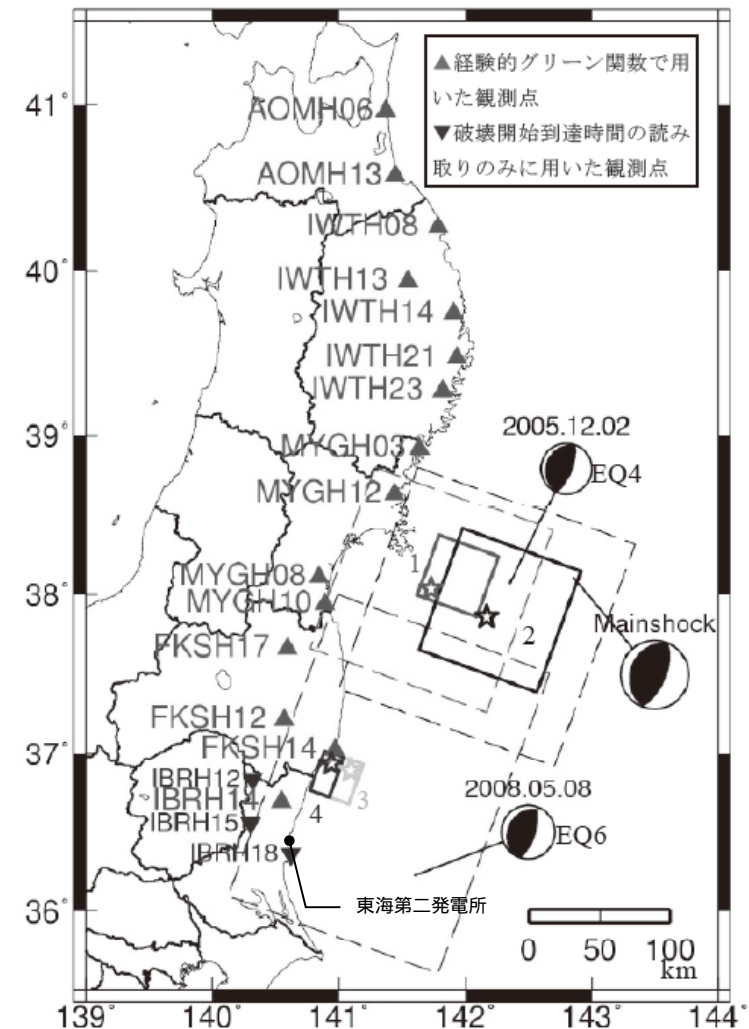 ▲経験的グリーン関数で用
いた観測点
▼破壊開始到達時間の読み
取りのみに用いた観測点
41°
AOMH06
AOMH13
IWTH08
40°
IWTH13
IWTH14
IWTH21
IWTH23
39°
MYGH03
2005.12.02
EQ4
MYGH12
1
38°
MYGH08
MYGH10
2
Mainshock
FKSH17
FKSH12
37°
FKSH14
IBRH12
IBRH14
4
3
2008.05.08
IBRH15
EQ6
IBRH18
36°
東海第二発電所
0 50 100
km
139° 140° 141° 142° 143° 144°